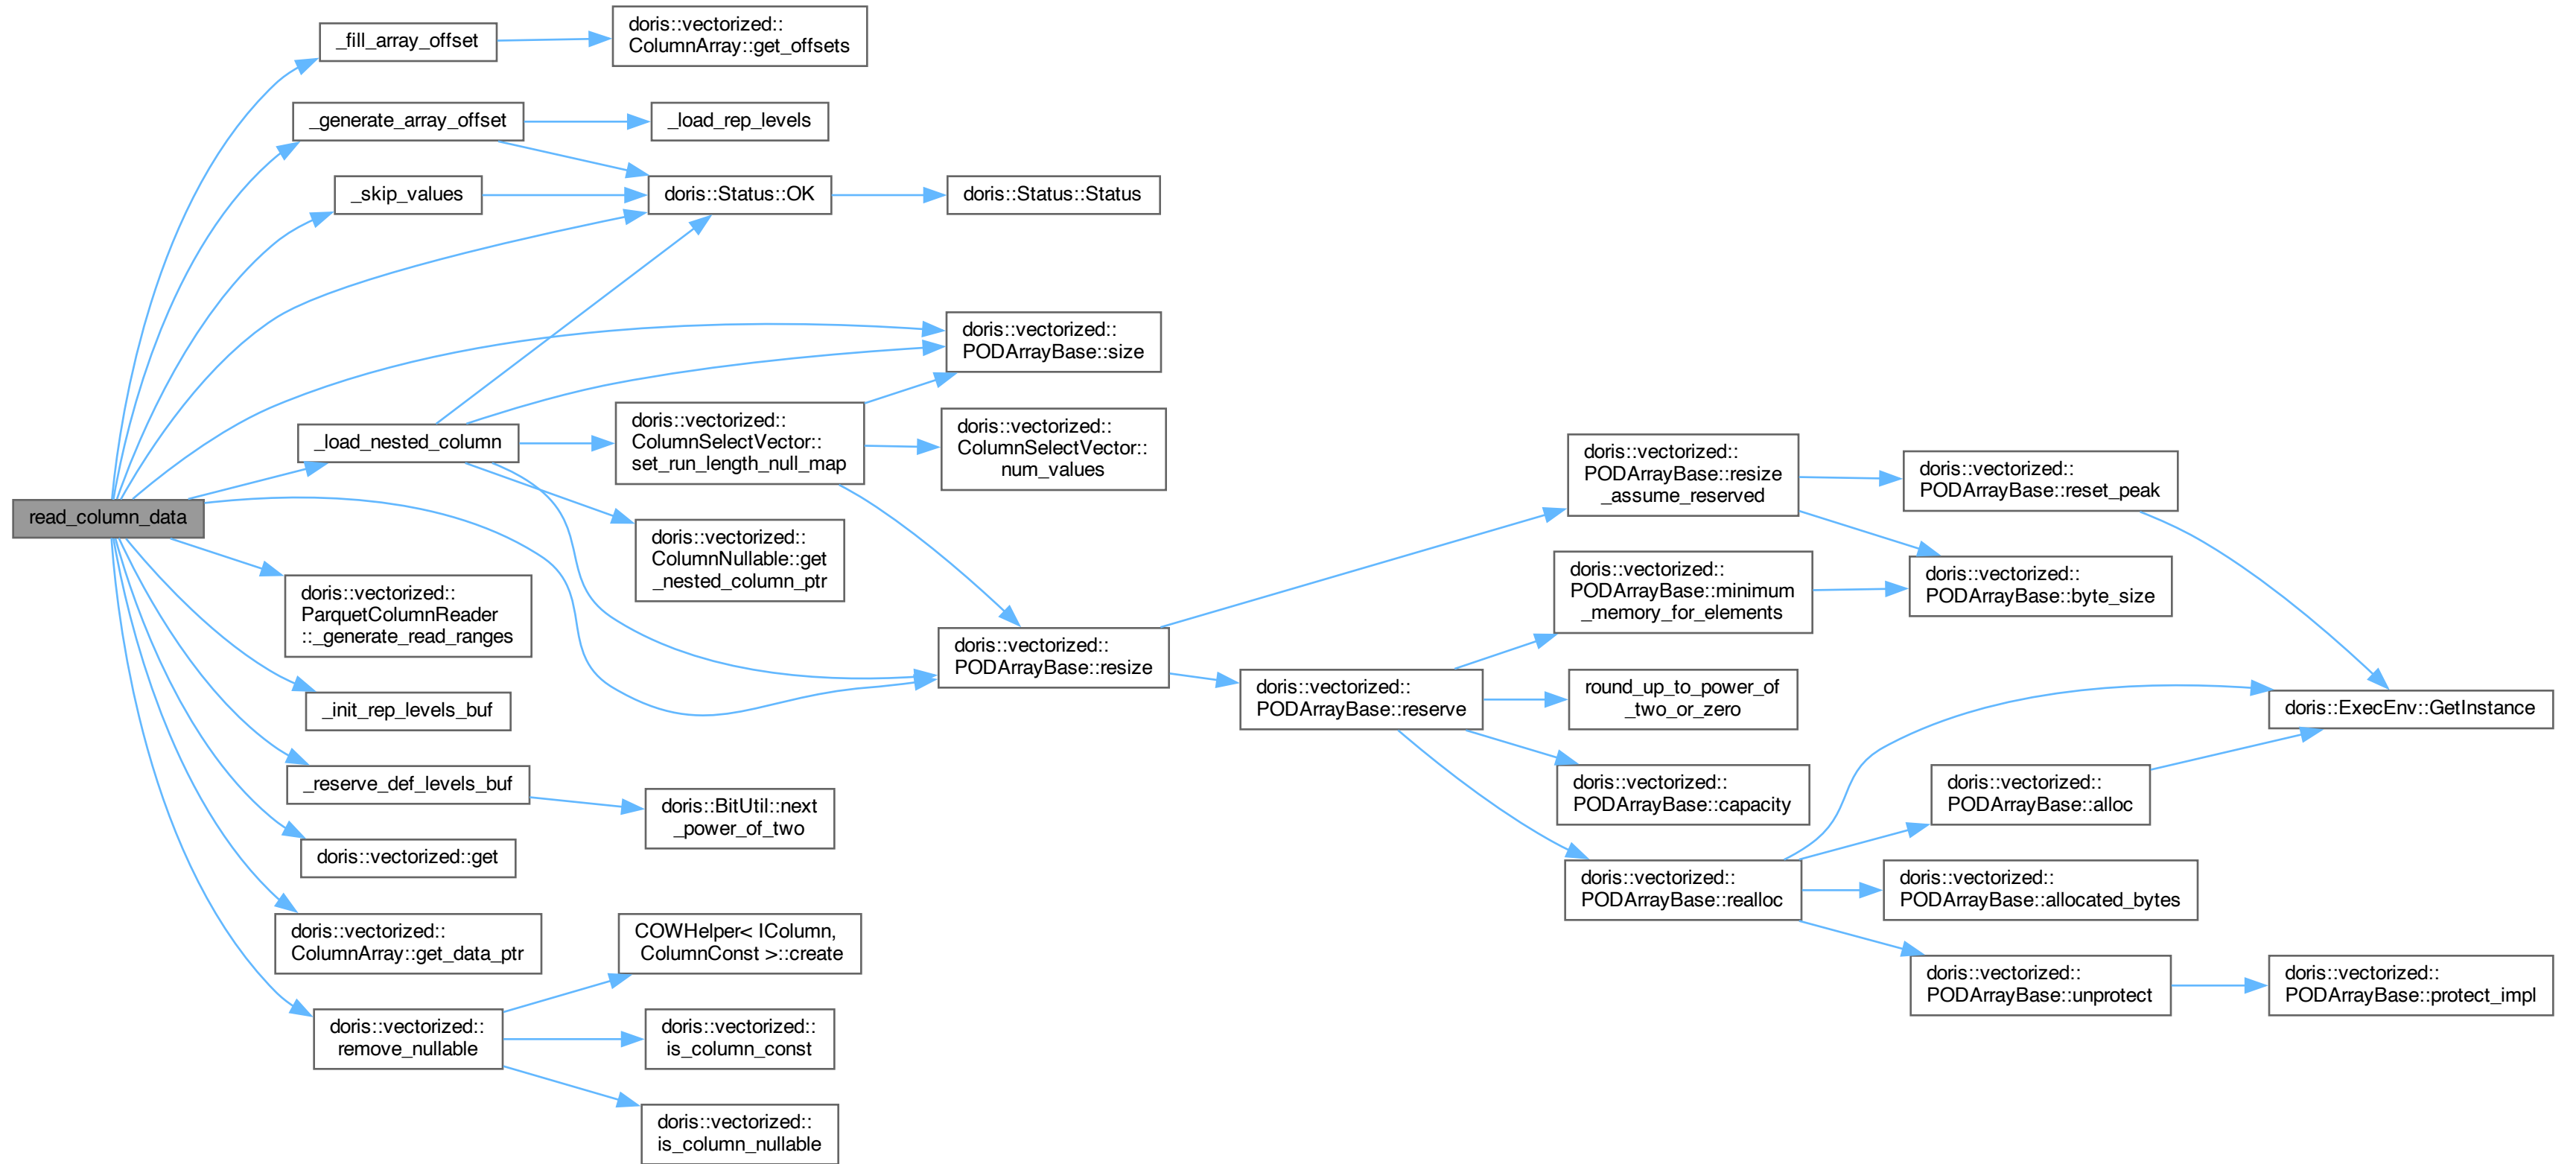 _fill_array_offset
doris::vectorized::
ColumnArray::get_offsets
_generate_array_offset
_load_rep_levels
_skip_values
doris::Status::OK
doris::Status::Status
doris::vectorized::
PODArrayBase::size
_load_nested_column
doris::vectorized::
ColumnSelectVector::
set_run_length_null_map
doris::vectorized::
ColumnSelectVector::
num_values
read_column_data
doris::vectorized::
ColumnNullable::get
_nested_column_ptr
doris::vectorized::
PODArrayBase::resize
_assume_reserved
doris::vectorized::
PODArrayBase::reset_peak
doris::vectorized::
ParquetColumnReader
::_generate_read_ranges
doris::vectorized::
PODArrayBase::minimum
_memory_for_elements
doris::vectorized::
PODArrayBase::byte_size
doris::vectorized::
PODArrayBase::resize
_init_rep_levels_buf
doris::vectorized::
PODArrayBase::reserve
round_up_to_power_of
_two_or_zero
doris::ExecEnv::GetInstance
_reserve_def_levels_buf
doris::BitUtil::next
_power_of_two
doris::vectorized::
PODArrayBase::capacity
doris::vectorized::
PODArrayBase::alloc
doris::vectorized::get
doris::vectorized::
PODArrayBase::realloc
doris::vectorized::
PODArrayBase::allocated_bytes
doris::vectorized::
ColumnArray::get_data_ptr
COWHelper< IColumn,
ColumnConst >::create
doris::vectorized::
PODArrayBase::unprotect
doris::vectorized::
PODArrayBase::protect_impl
doris::vectorized::
remove_nullable
doris::vectorized::
is_column_const
doris::vectorized::
is_column_nullable